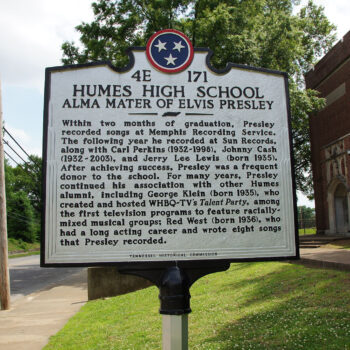 4E 171
HUMES HIGH SCHOOL
ALMA MATER OF ELVIS PRESLEY
Within two months of graduation, Presley
recorded songs at Memphis Recording Service.
The following year he recorded at Sun Records,
along with Carl Perkins (1932-1998), Johnny Cash
(1932-2003), and Jerry Lee Lewis (born 1935).
After achieving success, Presley was a frequent
donor to the school. For many years, Presley
continued his association with other Humes
alumni, including George Klein (born 1935), who
created and hosted WHBQ-TV's Talent Party, among
the first television programs to feature racially-
mixed musical groups; Red West (born 1936), who
had a long acting career and wrote eight songs
that Presley recorded.
TENNESSEE HISTORICAL COMMISSION